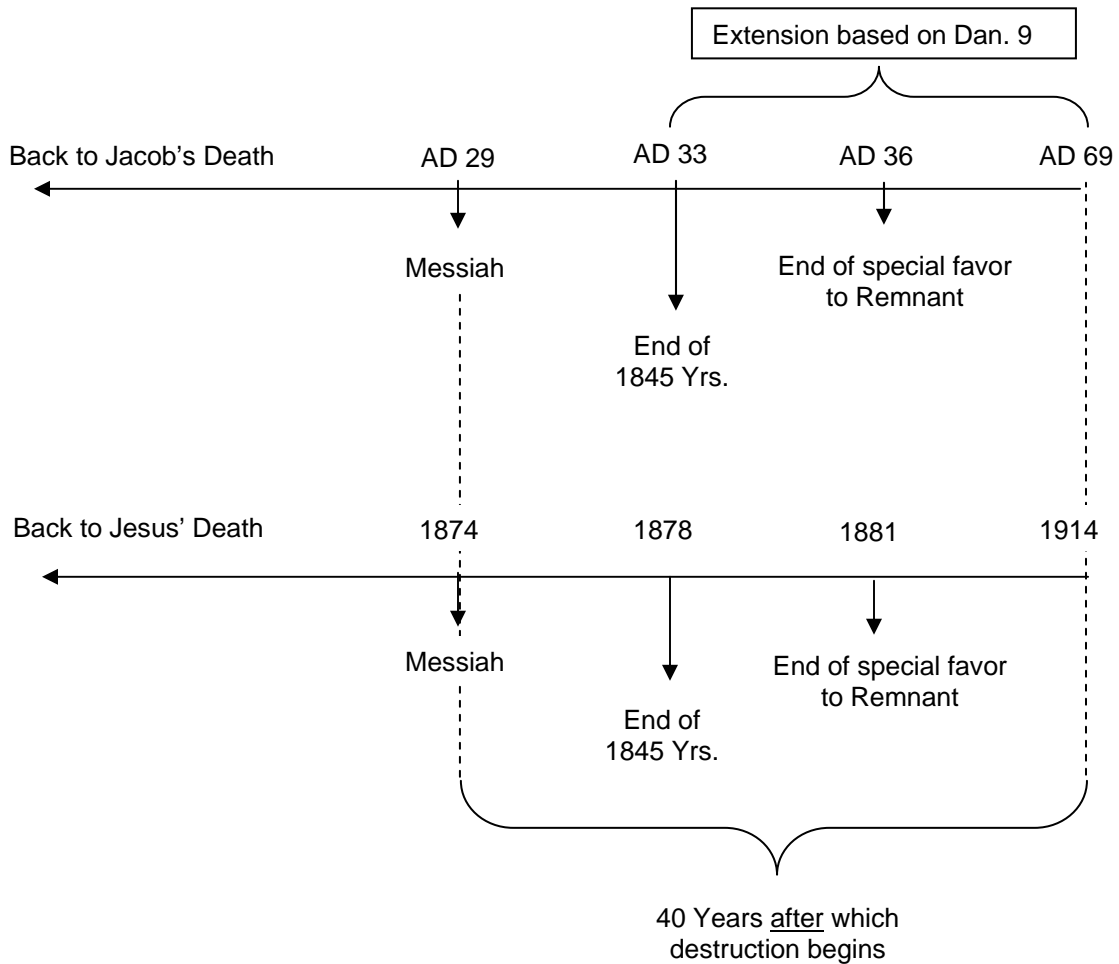 Extension based on Dan. 9
Back to Jacob's Death
AD 29
AD 33
AD 36
AD 69
Messiah
End of special favor
to Remnant
End of
1845 Yrs.
Back to Jesus' Death
1874
1878
1881
1914
Messiah
End of special favor
to Remnant
End of
1845 Yrs.
40 Years after which
destruction begins